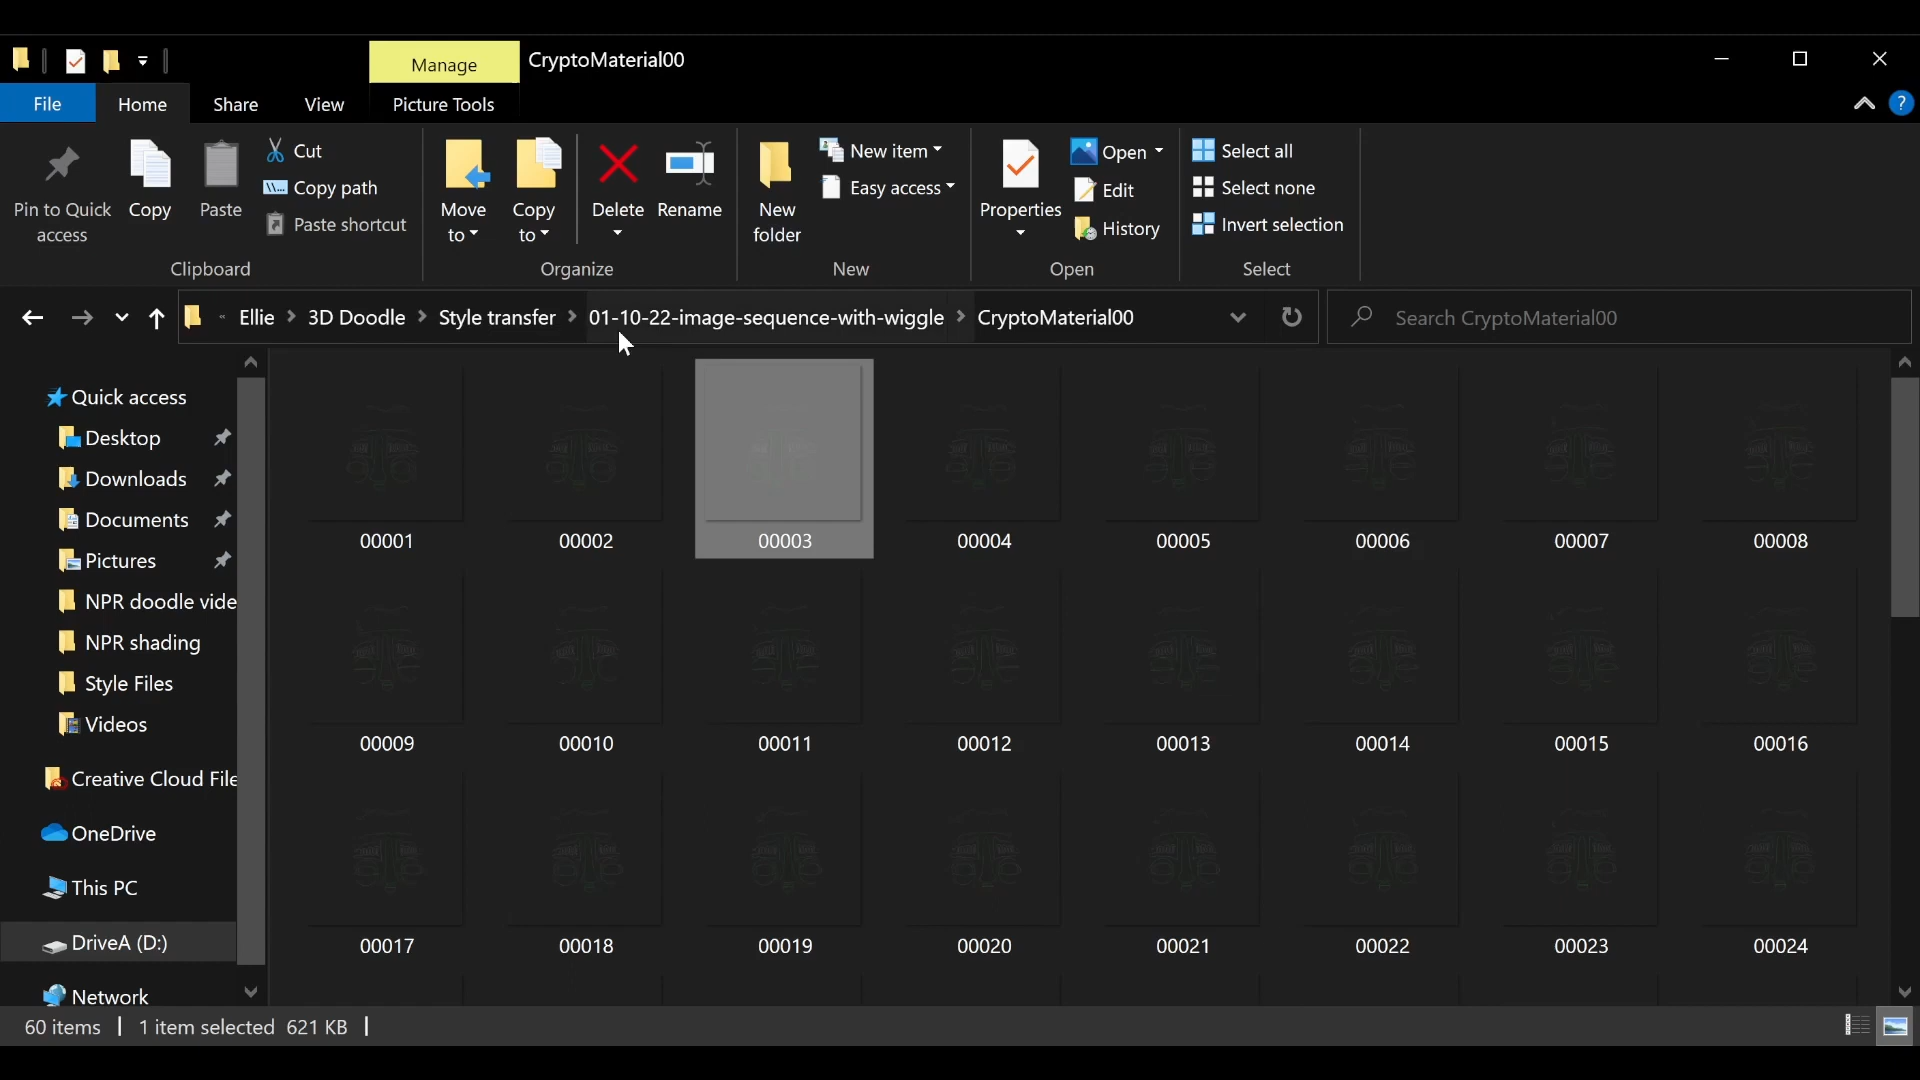 Manage CryptoMaterial00
File Home Share View Picture Tools
?
Pin to Quick access
Copy
Paste
Cut
Copy path
Paste shortcut
Clipboard
Move to
Copy to
Delete
Rename
Organize
New folder
New item
Easy access
New
Properties
Open
Edit
History
Open
Select all
Select none
Invert selection
Select
« Ellie > 3D Doodle > Style transfer > 01-10-22-image-sequence-with-wiggle > CryptoMaterial00
Search CryptoMaterial00
Quick access
Desktop
Downloads
Documents
Pictures
NPR doodle vide
NPR shading
Style Files
Videos
Creative Cloud File
OneDrive
This PC
DriveA (D:)
Network
00001 00002 00003 00004 00005 00006 00007 00008
00009 00010 00011 00012 00013 00014 00015 00016
00017 00018 00019 00020 00021 00022 00023 00024
60 items 1 item selected 621 KB